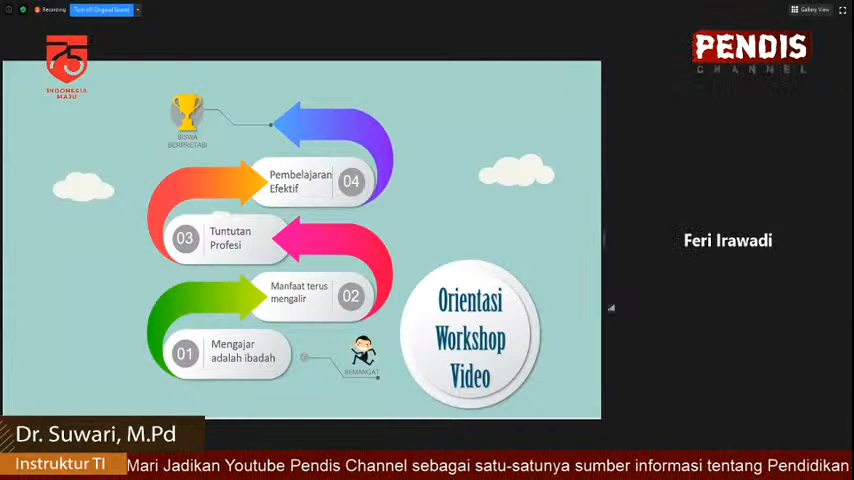 Recording
Turn off Original Sound
Gallery View
75
INDONESIA
MAJU
PENDIS
CHANNEL
SISWA
BERPRETASI
Pembelajaran
Efektif
04
03
Tuntutan
Profesi
Manfaat terus
mengalir
02
01
Mengajar
adalah ibadah
SEMANGAT
Orientasi
Workshop
Video
Feri Irawadi
Dr. Suwari, M.Pd
Instruktur TI
Mari Jadikan Youtube Pendis Channel sebagai satu-satunya sumber informasi tentang Pendidikan